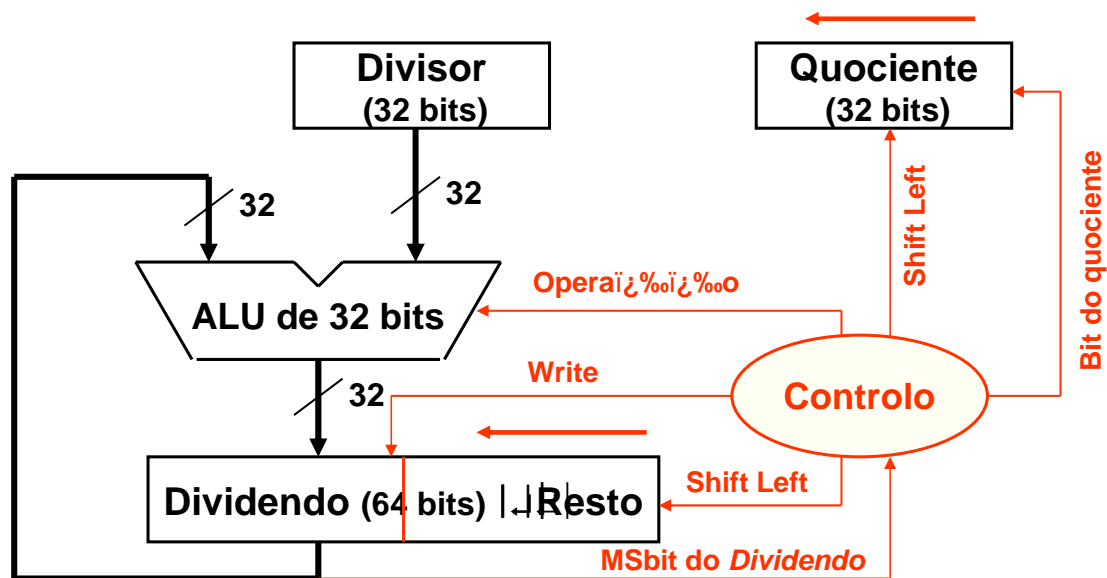 Divisor
(32 bits)
Quociente
(32 bits)
32
32
Shift Left
Bit do quociente
Operaï¿‰ï¿‰o
ALU de 32 bits
Write
32
Controlo
Dividendo (64 bits)
Resto
Shift Left
MSbit do Dividendo